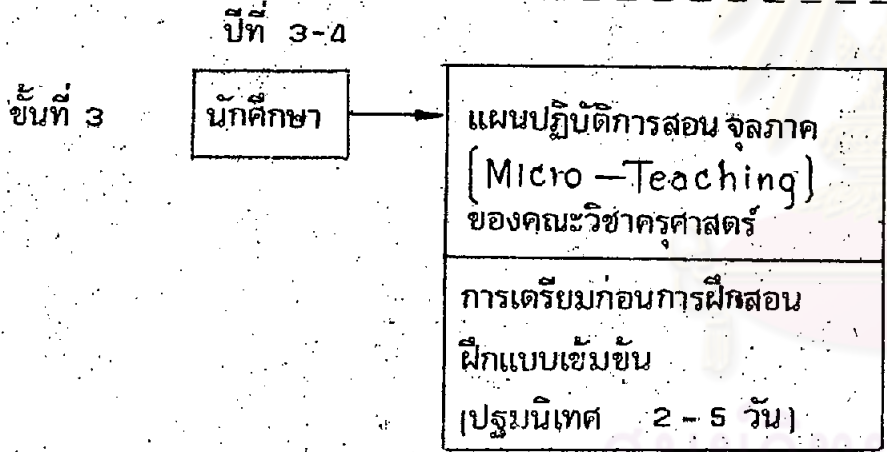 ปีที่ 3-4
ขั้นที่ 3 นักศึกษา
แผนปฏิบัติการสอน จุลภาค
(Micro-Teaching)
ของคณะวิชาครุศาสตร์
การเตรียมก่อนการฝึกสอน
ฝึกแบบเข้มข้น
(ปฐมนิเทศ 2 - 5 วัน)